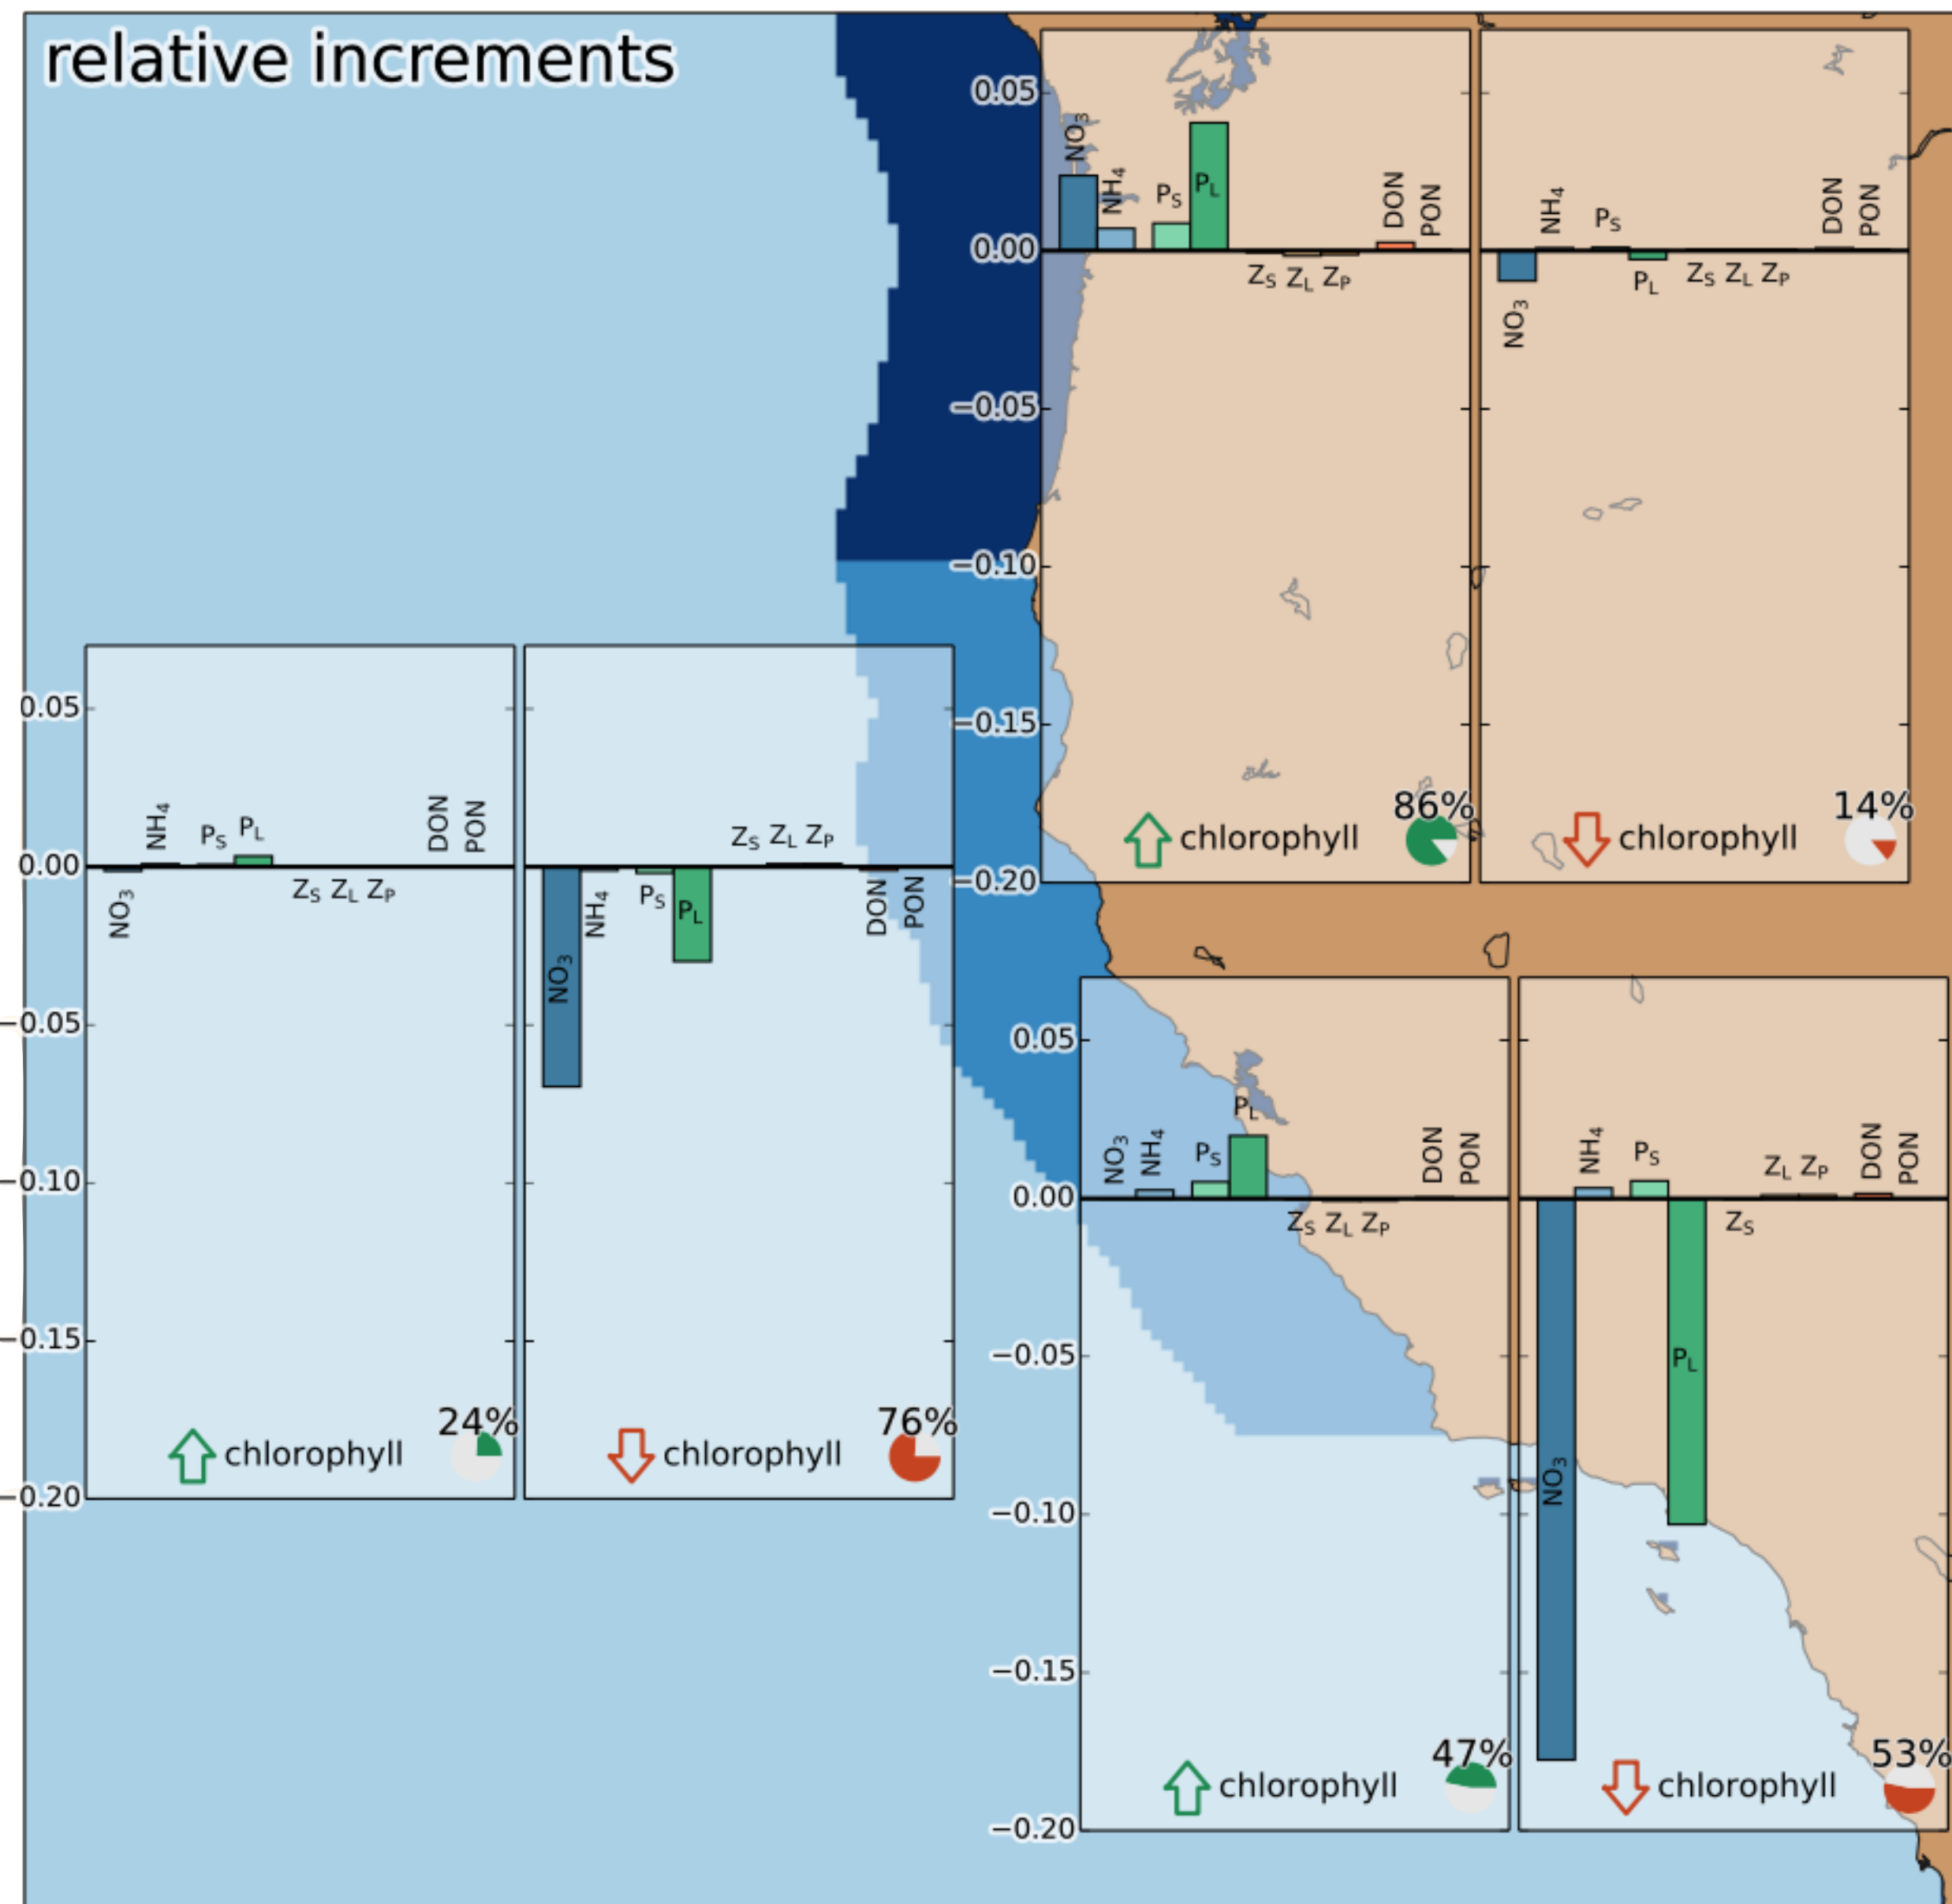 relative increments
0.05
0.00
−0.05
−0.10
−0.15
−0.20
NO3
NH4
PS
PL
ZS ZL ZP
DON
PON
chlorophyll
86%
NO3
NH4
PS
PL
ZS ZL ZP
DON
PON
chlorophyll
14%
0.05
0.00
−0.05
−0.10
−0.15
−0.20
NO3
NH4
PS
PL
ZS ZL ZP
DON
PON
chlorophyll
24%
NO3
NH4
PS
PL
ZS ZL ZP
DON
PON
chlorophyll
76%
0.05
0.00
−0.05
−0.10
−0.15
−0.20
NO3
NH4
PS
PL
ZS ZL ZP
DON
PON
chlorophyll
47%
NO3
NH4
PS
PL
ZS
ZL ZP
DON
PON
chlorophyll
53%